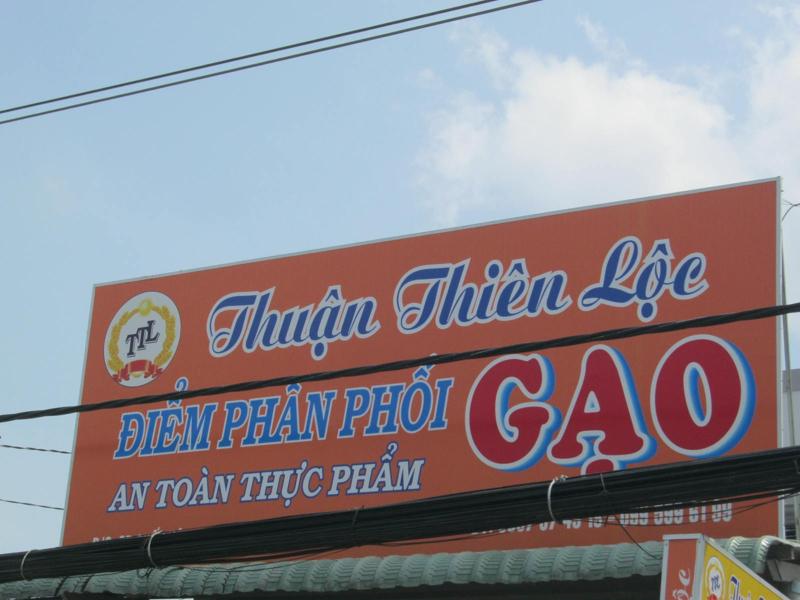 TTL
Thuận Thiên Lộc
ĐIỂM PHÂN PHỐI
GẠO
AN TOÀN THỰC PHẨM